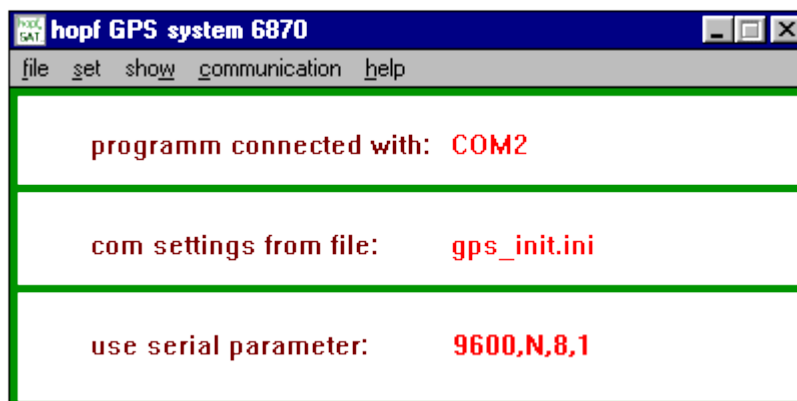 hopf GPS system 6870
file set show communication help
programm connected with: COM2
com settings from file: gps_init.ini
use serial parameter: 9600,N,8,1